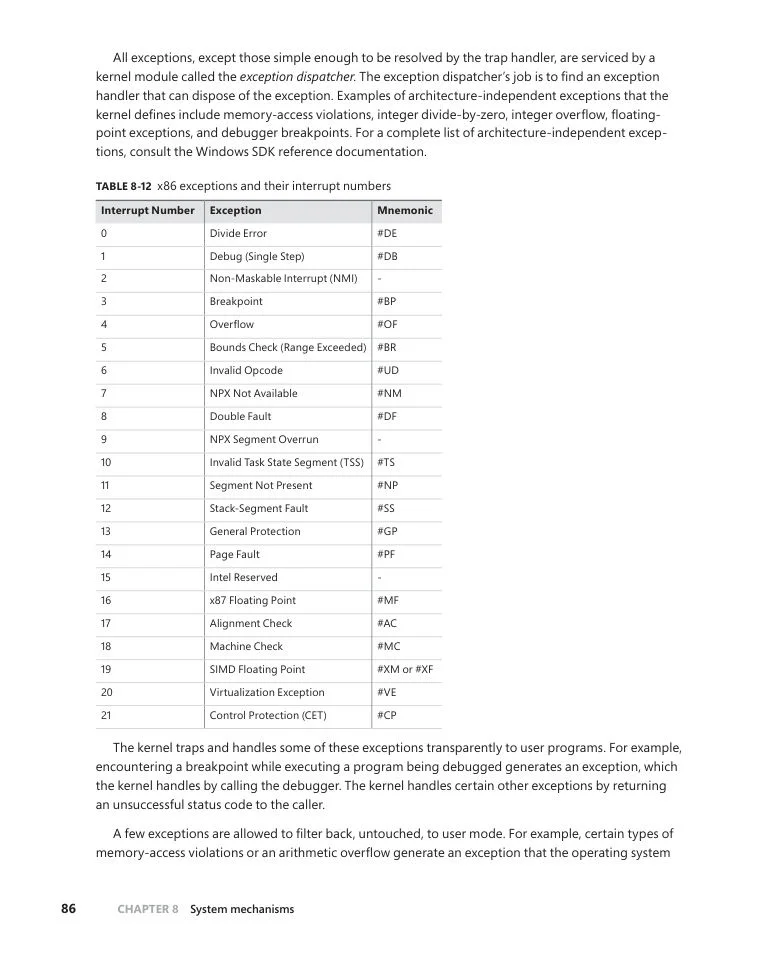 All exceptions, except those simple enough to be resolved by the trap handler, are serviced by a
kernel module called the exception dispatcher. The exception dispatcher's job is to find an exception
handler that can dispose of the exception. Examples of architecture-independent exceptions that the
kernel defines include memory-access violations, integer divide-by-zero, integer overflow, floating-
point exceptions, and debugger breakpoints. For a complete list of architecture-independent excep-
tions, consult the Windows SDK reference documentation.
TABLE 8-12 x86 exceptions and their interrupt numbers
Interrupt Number Exception Mnemonic
0 Divide Error #DE
1 Debug (Single Step) #DB
2 Non-Maskable Interrupt (NMI) -
3 Breakpoint #BP
4 Overflow #OF
5 Bounds Check (Range Exceeded) #BR
6 Invalid Opcode #UD
7 NPX Not Available #NM
8 Double Fault #DF
9 NPX Segment Overrun -
10 Invalid Task State Segment (TSS) #TS
11 Segment Not Present #NP
12 Stack-Segment Fault #SS
13 General Protection #GP
14 Page Fault #PF
15 Intel Reserved -
16 x87 Floating Point #MF
17 Alignment Check #AC
18 Machine Check #MC
19 SIMD Floating Point #XM or #XF
20 Virtualization Exception #VE
21 Control Protection (CET) #CP
The kernel traps and handles some of these exceptions transparently to user programs. For example,
encountering a breakpoint while executing a program being debugged generates an exception, which
the kernel handles by calling the debugger. The kernel handles certain other exceptions by returning
an unsuccessful status code to the caller.
A few exceptions are allowed to filter back, untouched, to user mode. For example, certain types of
memory-access violations or an arithmetic overflow generate an exception that the operating system
86 CHAPTER 8 System mechanisms